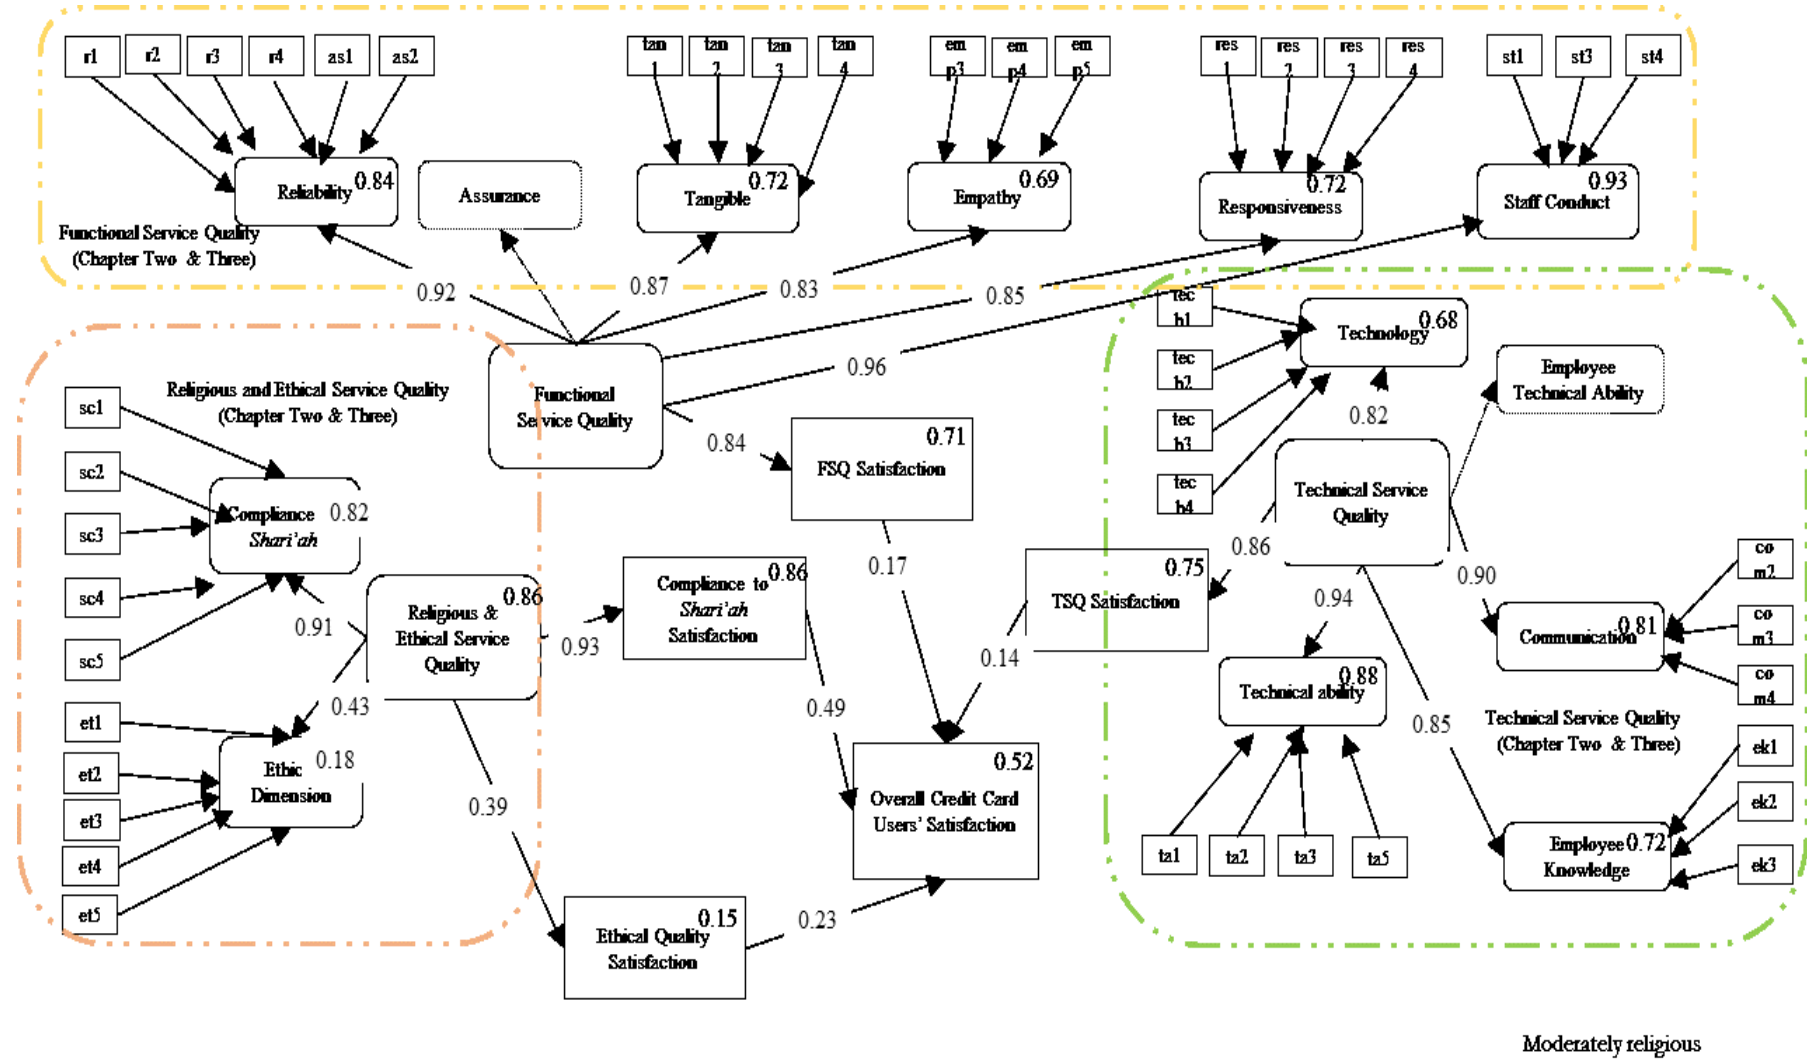 r1
r2
r3
r4
as1
as2
tan
1
tan
2
tan
3
tan
4
em
p3
em
p4
em
p5
res
1
res
2
res
3
res
4
st1
st3
st4
Reliability
0.84
Assurance
Tangible
0.72
Empathy
0.69
Responsiveness
0.72
Staff Conduct
0.93
Functional Service Quality
(Chapter Two & Three)
0.92
0.87
0.83
0.85
0.96
Functional
Service Quality
0.84
FSQ Satisfaction
0.71
0.17
Religious and Ethical Service Quality
(Chapter Two & Three)
sc1
sc2
sc3
sc4
sc5
Compliance
Shari'ah
0.82
0.91
Religious &
Ethical Service
Quality
0.86
0.93
Compliance to
Shari'ah
Satisfaction
0.86
0.49
0.43
et1
et2
et3
et4
et5
Ethic
Dimension
0.18
0.39
Ethical Quality
Satisfaction
0.15
0.23
Overall Credit Card
Users' Satisfaction
0.52
TSQ Satisfaction
0.75
0.14
0.86
tec
h1
tec
h2
tec
h3
tec
h4
Technology
0.68
0.82
Employee
Technical Ability
Technical Service
Quality
0.90
0.94
0.85
co
m2
co
m3
co
m4
Communication
0.81
Technical ability
0.88
Technical Service Quality
(Chapter Two & Three)
ta1
ta2
ta3
ta5
Employee
Knowledge
0.72
ek1
ek2
ek3
Moderately religious